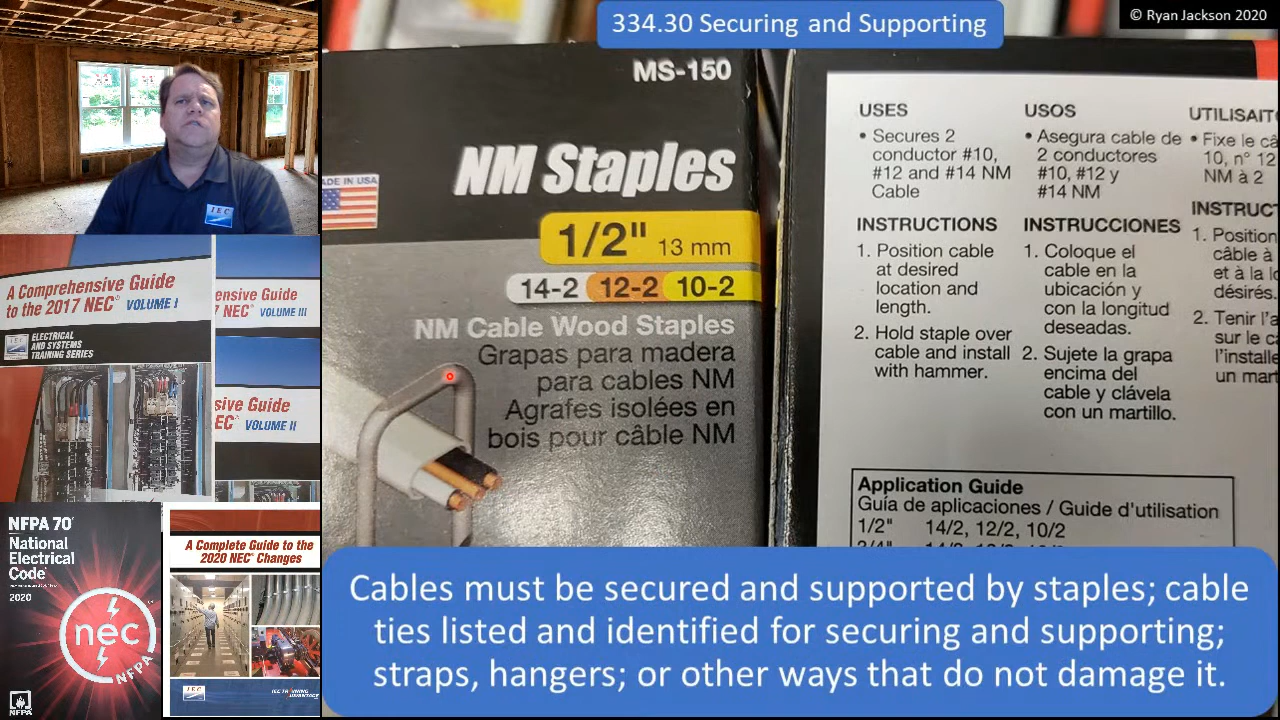 334.30 Securing and Supporting
© Ryan Jackson 2020
IEC
A Comprehensive Guide
to the 2017 NEC® VOLUME I
IEC
ELECTRICAL
AND SYSTEMS
TRAINING SERIES
ensive Guide
7 NEC® VOLUME III
sive Guide
EC® VOLUME II
NFPA 70®
National
Electrical
Code®
2020
nec
NFPA
NFPA
A Complete Guide to the
2020 NEC® Changes
IEC
MS-150
NM Staples
ADE IN USA
1/2" 13 mm
14-2 12-2 10-2
NM Cable Wood Staples
Grapas para madera
para cables NM
Agrafes isolées en
bois pour câble NM
USES
• Secures 2
conductor #10,
#12 and #14 NM
Cable
INSTRUCTIONS
1. Position cable
at desired
location and
length.
2. Hold staple over
cable and install
with hammer.
USOS
• Asegura cable de
2 conductores
#10, #12 y
#14 NM
INSTRUCCIONES
1. Coloque el
cable en la
ubicación y
con la longitud
deseadas.
2. Sujete la grapa
encima del
cable y clávela
con un martillo.
UTILISAIT
• Fixe le câ
10, n° 12
NM à 2
INSTRUCT
1. Position
câble à
et à la lo
désirés.
2. Tenir l'a
sur le c
l'installe
un mart
Application Guide
Guía de aplicaciones / Guide d'utilisation
1/2" 14/2, 12/2, 10/2
Cables must be secured and supported by staples; cable
ties listed and identified for securing and supporting;
straps, hangers; or other ways that do not damage it.